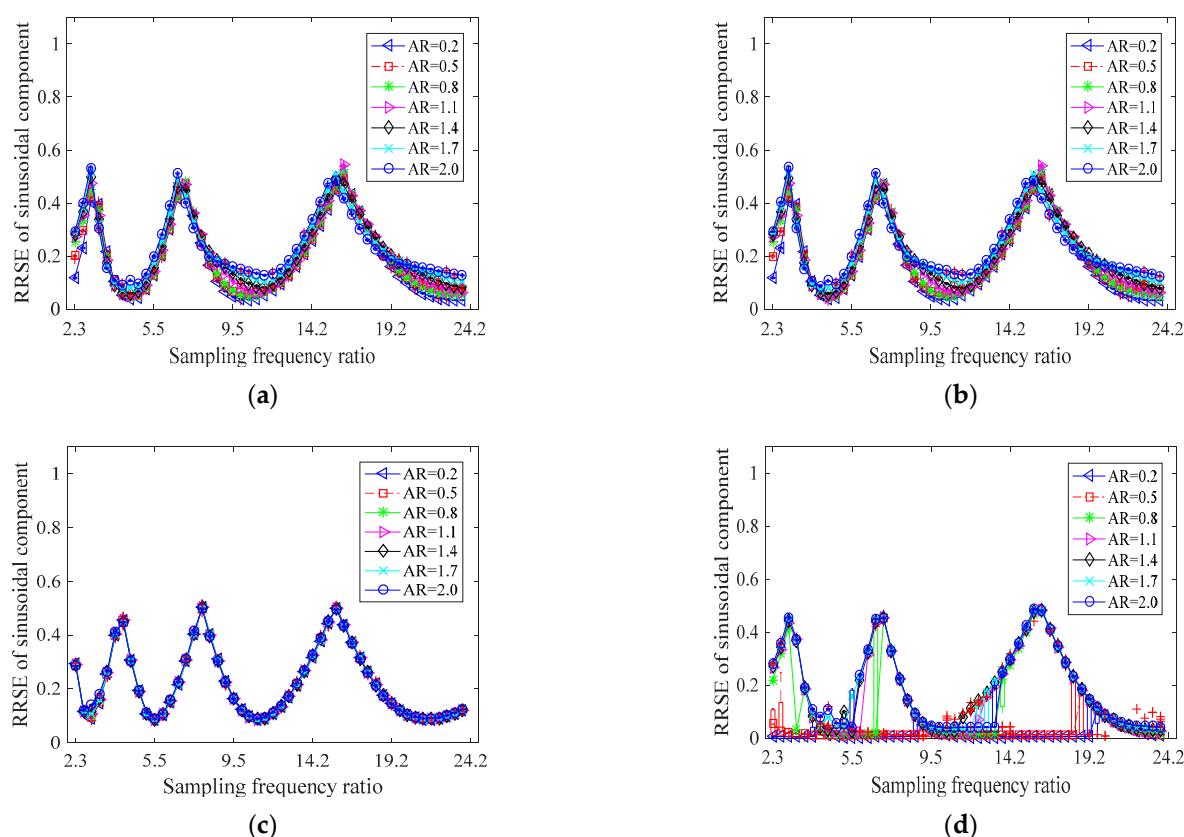 RRSE of sinusoidal component
1
0.8
0.6
0.4
0.2
0
AR=0.2
AR=0.5
AR=0.8
AR=1.1
AR=1.4
AR=1.7
AR=2.0
2.3 5.5 9.5 14.2 19.2 24.2
Sampling frequency ratio
(a)
RRSE of sinusoidal component
1
0.8
0.6
0.4
0.2
0
AR=0.2
AR=0.5
AR=0.8
AR=1.1
AR=1.4
AR=1.7
AR=2.0
2.3 5.5 9.5 14.2 19.2 24.2
Sampling frequency ratio
(b)
RRSE of sinusoidal component
1
0.8
0.6
0.4
0.2
0
AR=0.2
AR=0.5
AR=0.8
AR=1.1
AR=1.4
AR=1.7
AR=2.0
2.3 5.5 9.5 14.2 19.2 24.2
Sampling frequency ratio
(c)
RRSE of sinusoidal component
1
0.8
0.6
0.4
0.2
0
AR=0.2
AR=0.5
AR=0.8
AR=1.1
AR=1.4
AR=1.7
AR=2.0
2.3 5.5 9.5 14.2 19.2 24.2
Sampling frequency ratio
(d)